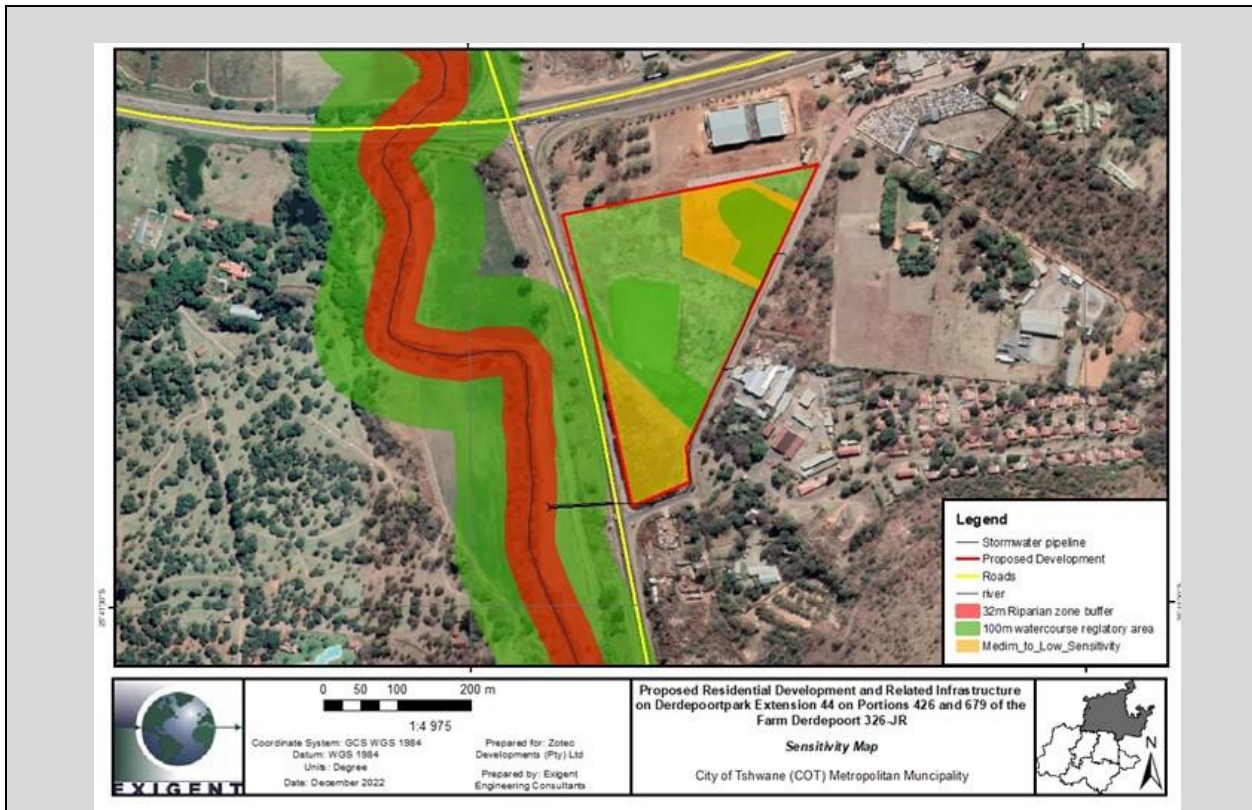 Legend
Stormwater pipeline
Proposed Development
Roads
river
32m Riparian zone buffer
100m watercourse reglatory area
Medim_to_Low_Sensitivity
EXIGENT
0 50 100 200 m
1:4 975
Coordinate System: GCS WGS 1984
Datum: WGS 1984
Units: Degree
Date: December 2022
Prepared for: Zotec
Developments (Pty) Ltd
Prepared by: Exigent
Engineering Consultants
Proposed Residential Development and Related Infrastructure
on Derdepoortpark Extension 44 on Portions 426 and 679 of the
Farm Derdepoort 326-JR
Sensitivity Map
City of Tshwane (COT) Metropolitan Muncipality
N